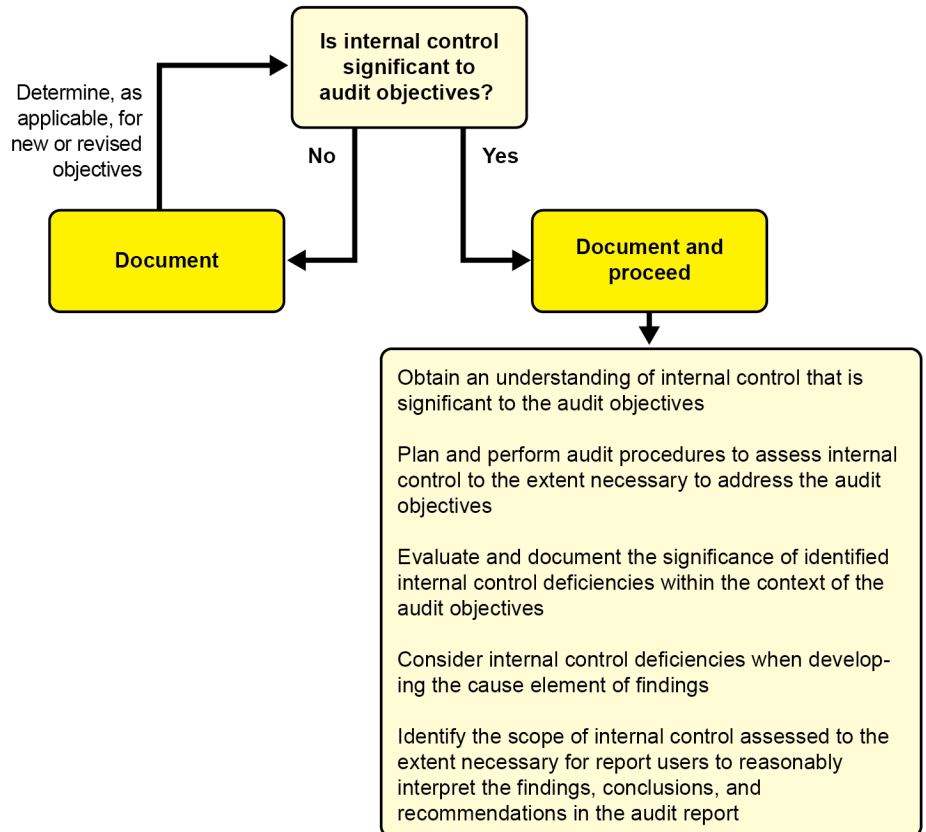 Is internal control
significant to
audit objectives?
Determine, as
applicable, for
new or revised
objectives
No
Yes
Document
Document and
proceed
Obtain an understanding of internal control that is
significant to the audit objectives
Plan and perform audit procedures to assess internal
control to the extent necessary to address the audit
objectives
Evaluate and document the significance of identified
internal control deficiencies within the context of the
audit objectives
Consider internal control deficiencies when develop-
ing the cause element of findings
Identify the scope of internal control assessed to the
extent necessary for report users to reasonably
interpret the findings, conclusions, and
recommendations in the audit report